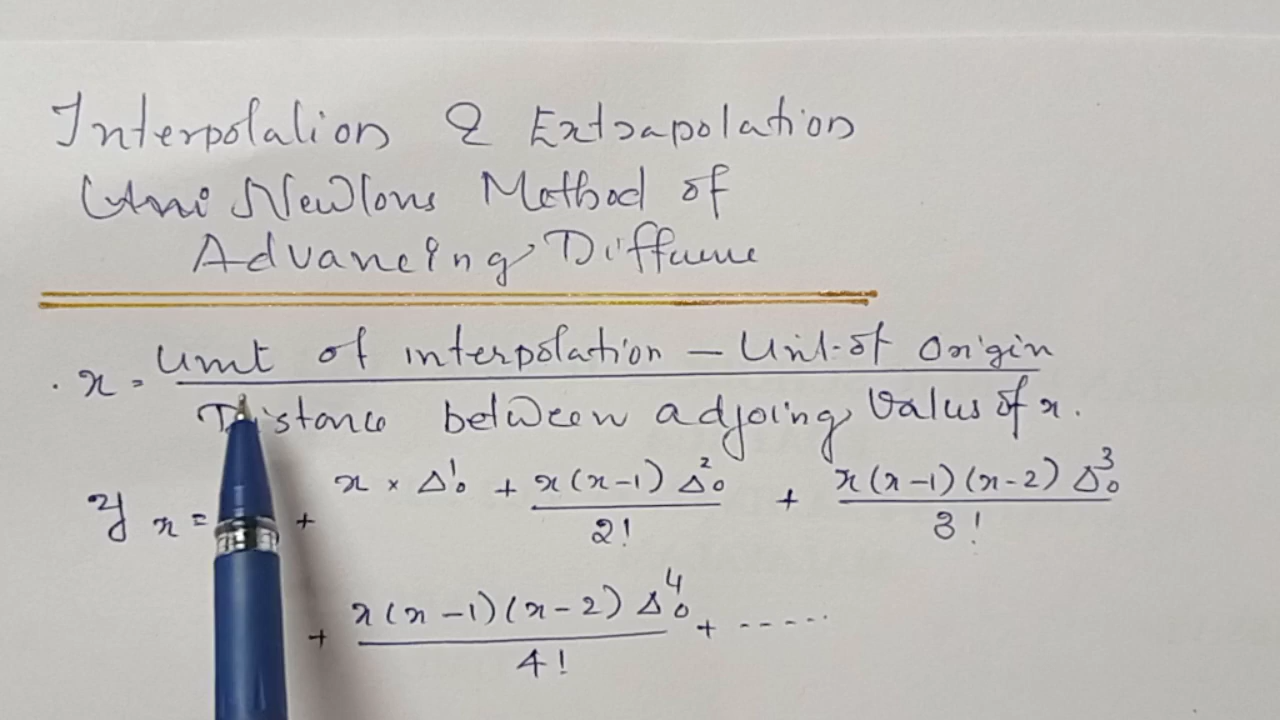 Interpolation & Extrapolation
Newtons Method of
Advancing
x = Unit of interpolation – Unit of origin
Distance between adjoing Values of x.
y x = + x × Δ¹₀ + x(x-1) Δ²₀ / 2! + x(x-1)(x-2) Δ³₀ / 3!
+ x(x-1)(x-2) Δ⁴₀ / 4! + -----